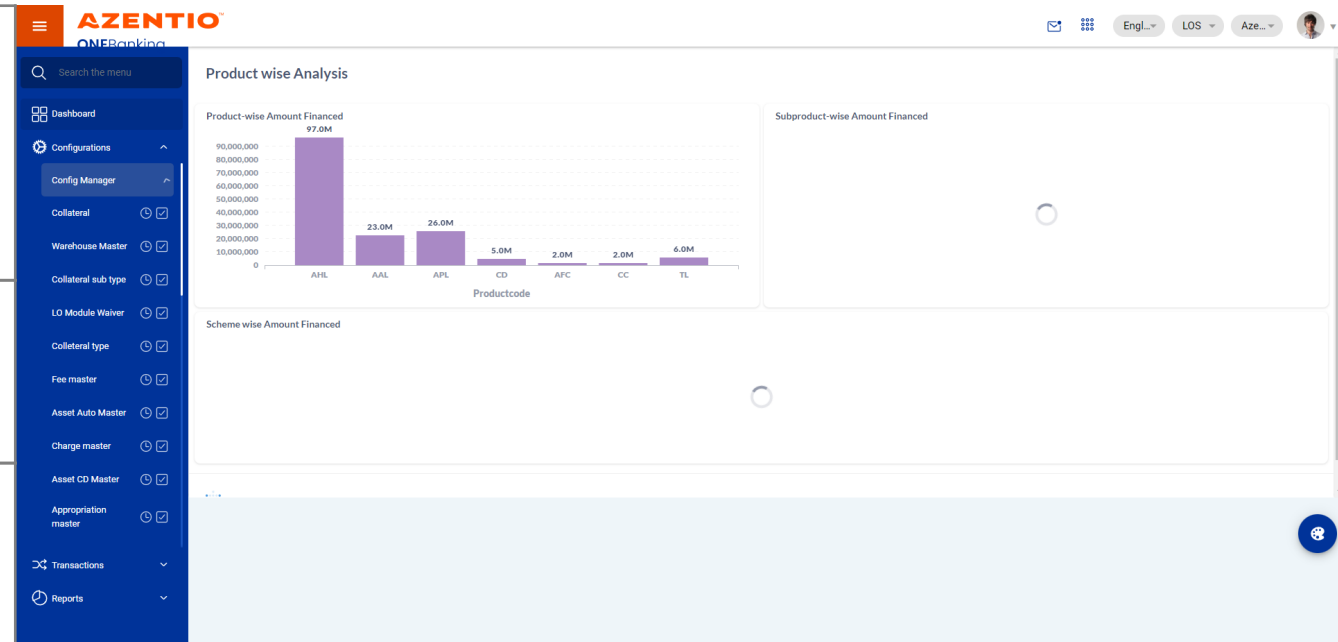 AZENTIO™
ONEBanking
Engl...
LOS
Aze...
Search the menu
Dashboard
Configurations
Config Manager
Collateral
Warehouse Master
Collateral sub type
LO Module Waiver
Colleteral type
Fee master
Asset Auto Master
Charge master
Asset CD Master
Appropriation
master
Transactions
Reports
Product wise Analysis
Product-wise Amount Financed
97.0M
90,000,000
80,000,000
70,000,000
60,000,000
50,000,000
40,000,000
30,000,000
20,000,000
10,000,000
0
23.0M
26.0M
5.0M
2.0M
2.0M
6.0M
AHL
AAL
APL
CD
AFC
CC
TL
Productcode
Subproduct-wise Amount Financed
Scheme wise Amount Financed